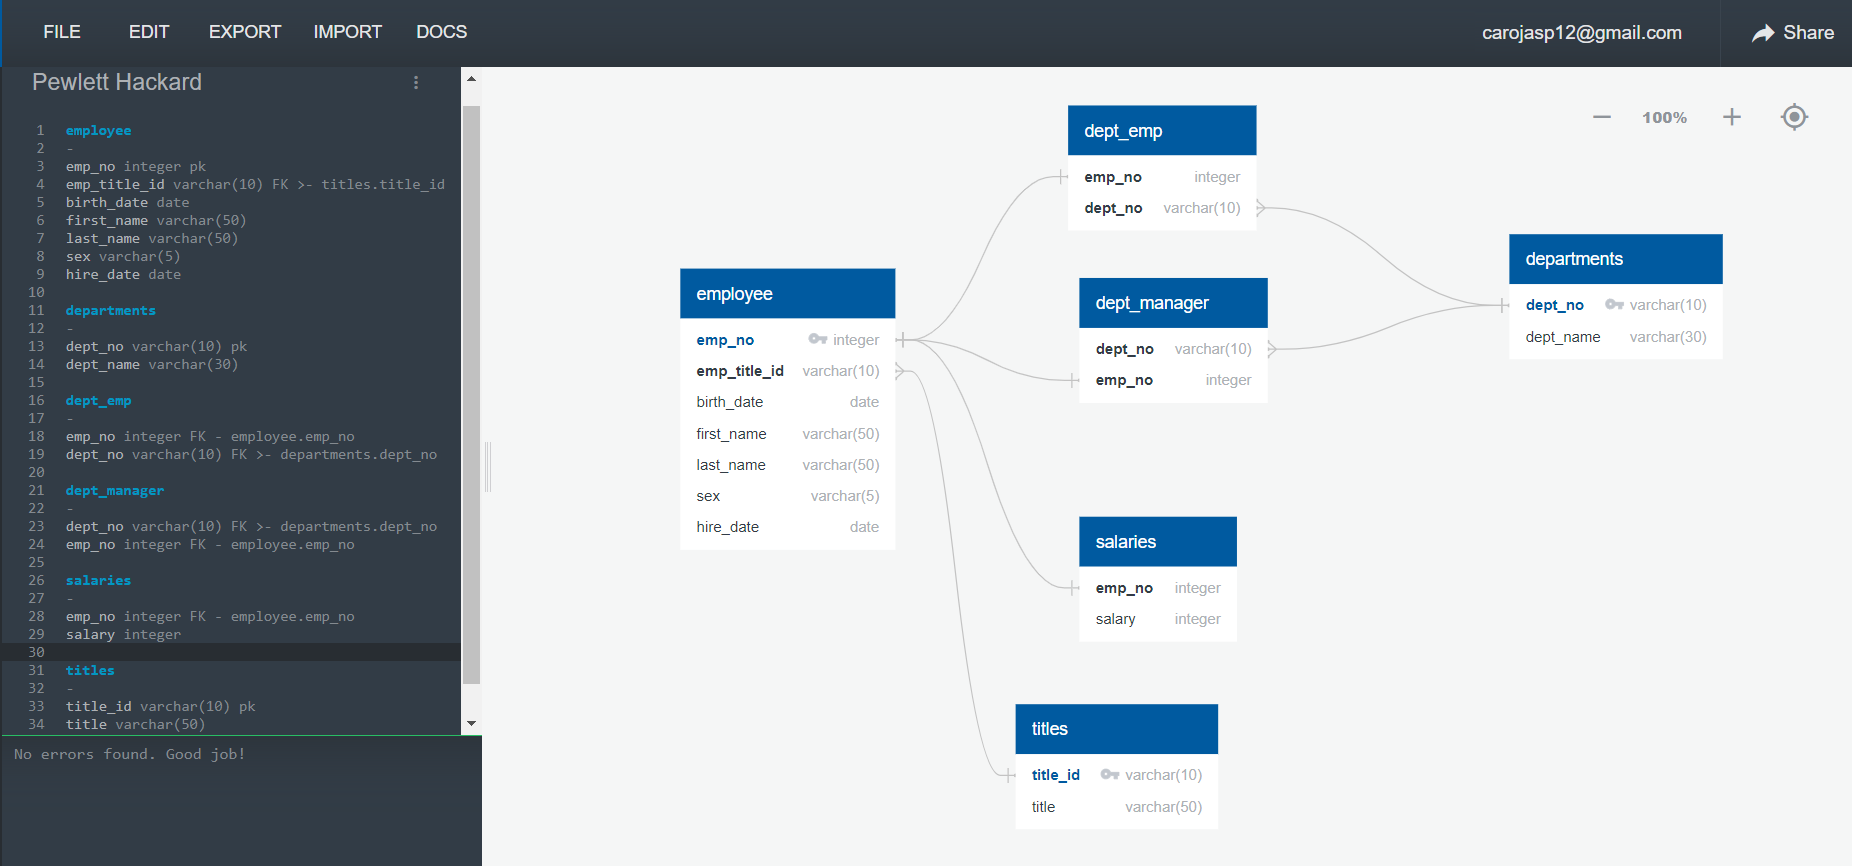 FILE EDIT EXPORT IMPORT DOCS carojasp12@gmail.com Share
Pewlett Hackard
1 employee
2 -
3 emp_no integer pk
4 emp_title_id varchar(10) FK >- titles.title_id
5 birth_date date
6 first_name varchar(50)
7 last_name varchar(50)
8 sex varchar(5)
9 hire_date date
10
11 departments
12 -
13 dept_no varchar(10) pk
14 dept_name varchar(30)
15
16 dept_emp
17 -
18 emp_no integer FK - employee.emp_no
19 dept_no varchar(10) FK >- departments.dept_no
20
21 dept_manager
22 -
23 dept_no varchar(10) FK >- departments.dept_no
24 emp_no integer FK - employee.emp_no
25
26 salaries
27 -
28 emp_no integer FK - employee.emp_no
29 salary integer
30
31 titles
32 -
33 title_id varchar(10) pk
34 title varchar(50)
No errors found. Good job!
100%
employee
emp_no integer
emp_title_id varchar(10)
birth_date date
first_name varchar(50)
last_name varchar(50)
sex varchar(5)
hire_date date
dept_emp
emp_no integer
dept_no varchar(10)
dept_manager
dept_no varchar(10)
emp_no integer
departments
dept_no varchar(10)
dept_name varchar(30)
salaries
emp_no integer
salary integer
titles
title_id varchar(10)
title varchar(50)